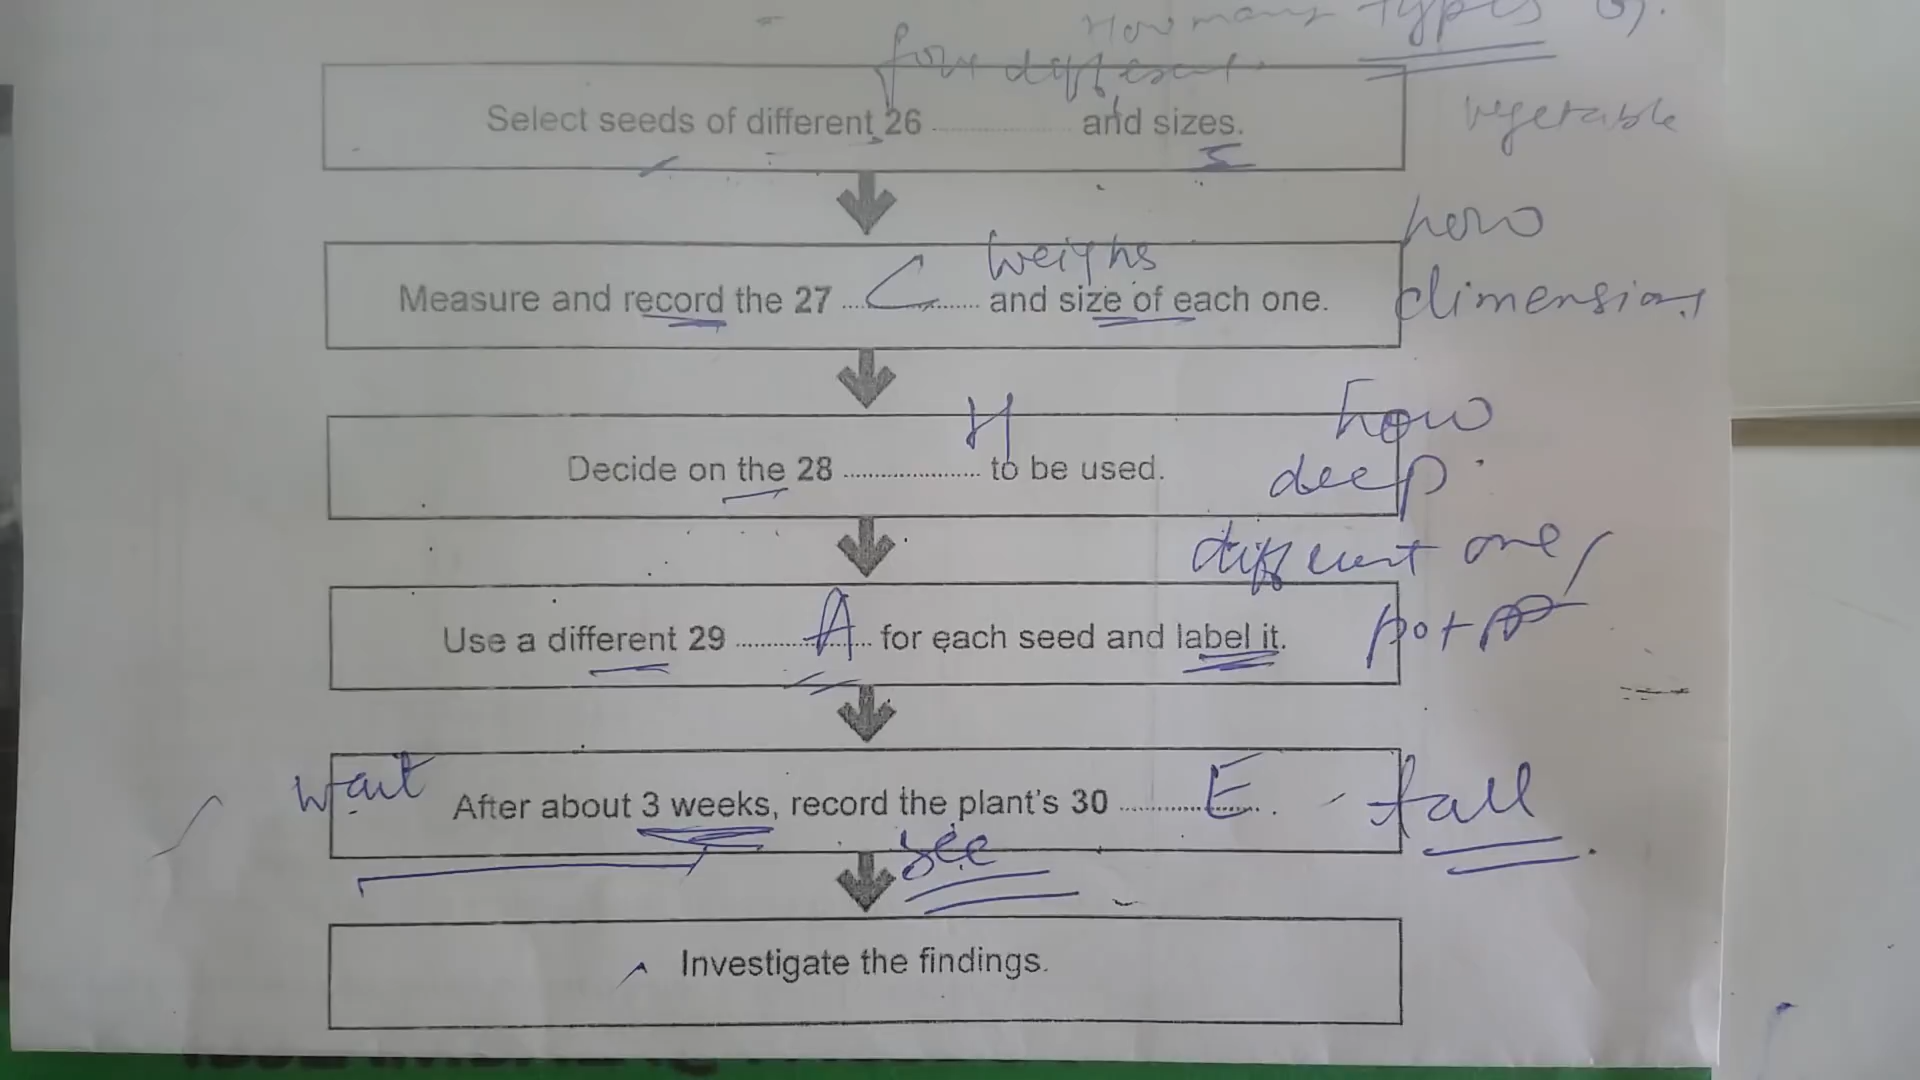 How many types of.
four different.
Select seeds of different 26 .................... and sizes.
vegetable
how
weighs
C
Measure and record the 27 .................... and size of each one.
dimensions
H
how
Decide on the 28 .................... to be used.
deep.
different one
A
Use a different 29 .................... for each seed and label it.
pot
wait
After about 3 weeks, record the plant's 30 .................... .
E
tall
see
Investigate the findings.